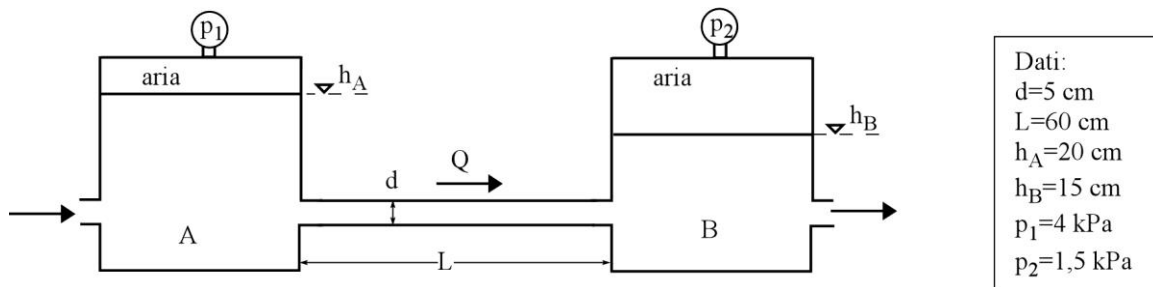 p1
p2
aria
hA
aria
hB
Q
d
A
B
L
Dati:
d=5 cm
L=60 cm
hA=20 cm
hB=15 cm
p1=4 kPa
p2=1,5 kPa